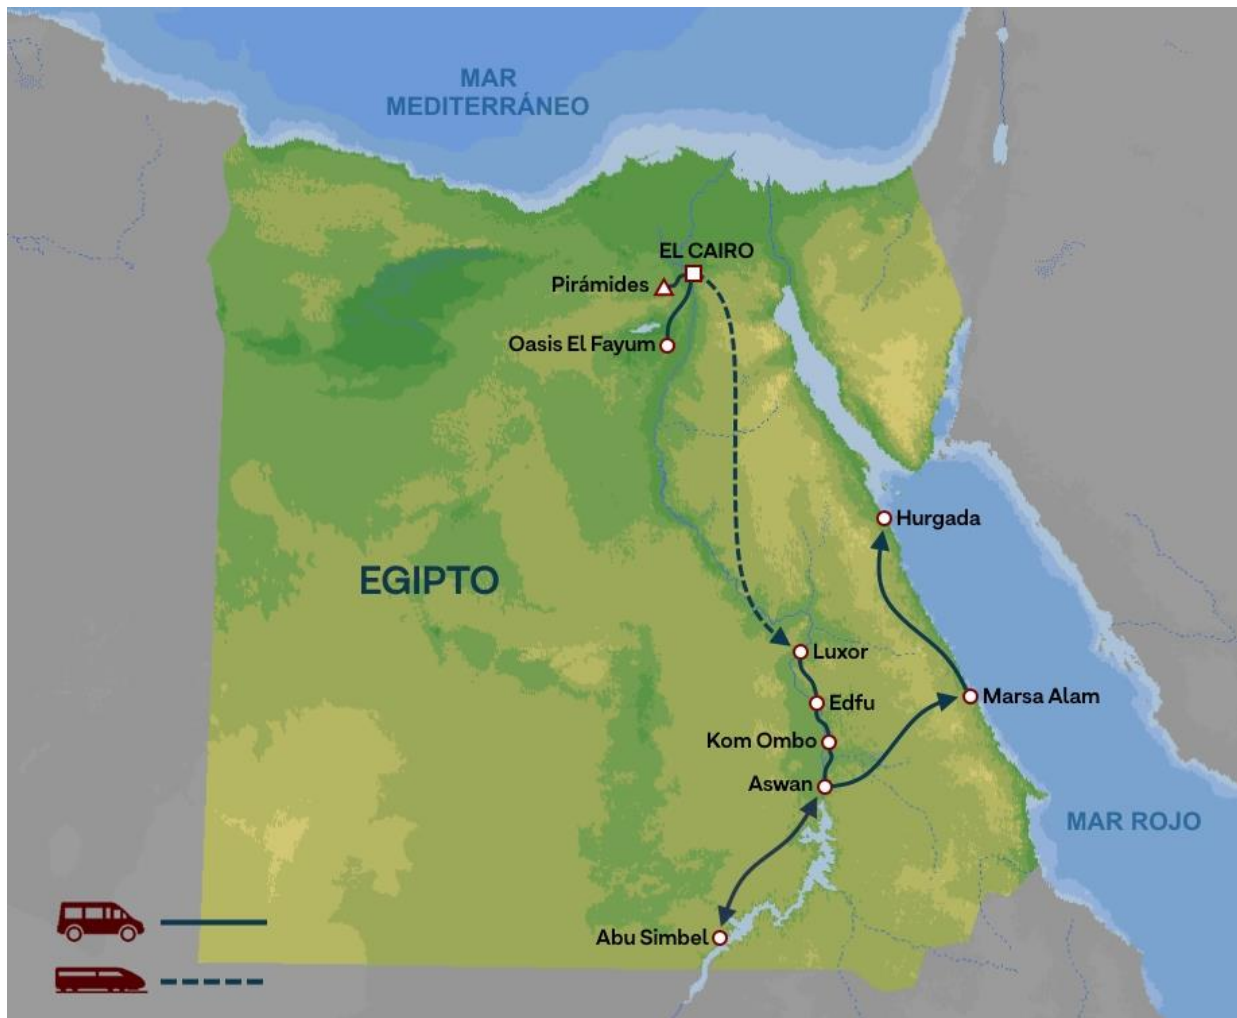 MAR
MEDITERRÁNEO
EL CAIRO
Pirámides
Oasis El Fayum
Hurgada
EGIPTO
Luxor
Edfu
Marsa Alam
Kom Ombo
Aswan
MAR ROJO
Abu Simbel